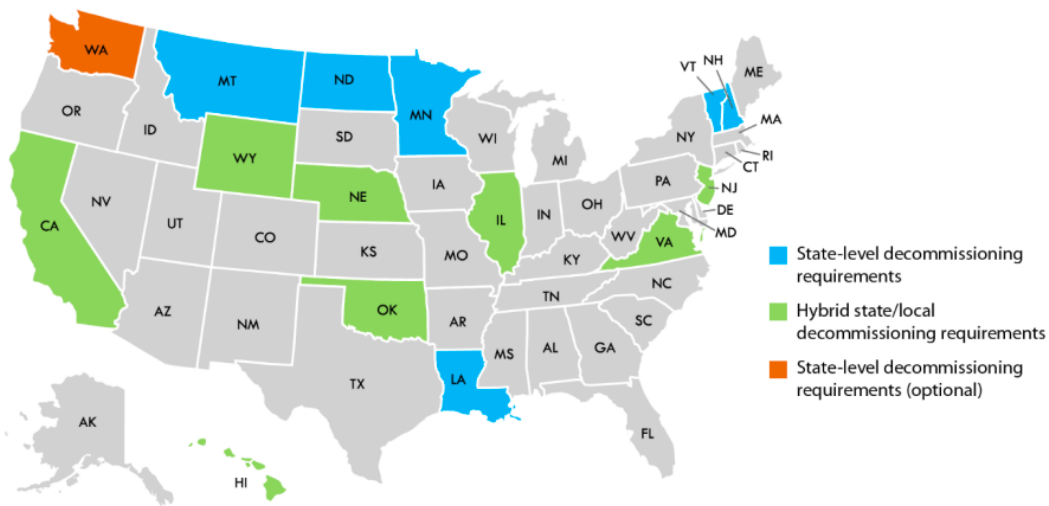 WA
MT
ND
MN
VT
NH
ME
OR
ID
SD
WI
MI
NY
MA
RI
CT
WY
NE
IA
IL
IN
OH
PA
NJ
DE
MD
CA
NV
UT
CO
KS
MO
KY
WV
VA
State-level decommissioning
requirements
Hybrid state/local
decommissioning requirements
State-level decommissioning
requirements (optional)
AZ
NM
OK
AR
TN
NC
SC
MS
AL
GA
TX
LA
FL
AK
HI